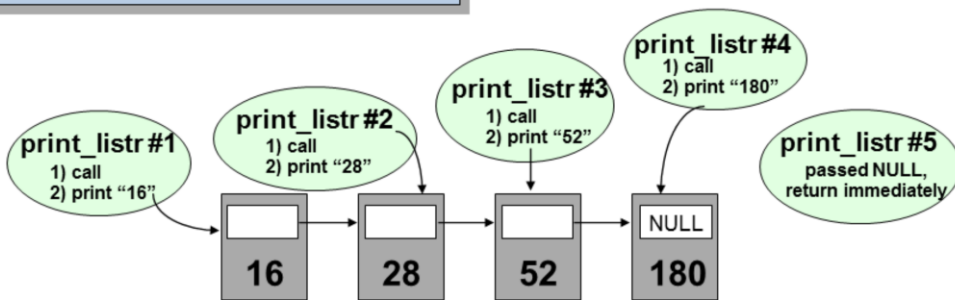 print_listr #1
1) call
2) print “16”
print_listr #2
1) call
2) print “28”
print_listr #3
1) call
2) print “52”
print_listr #4
1) call
2) print “180”
print_listr #5
passed NULL,
return immediately
NULL
16
28
52
180